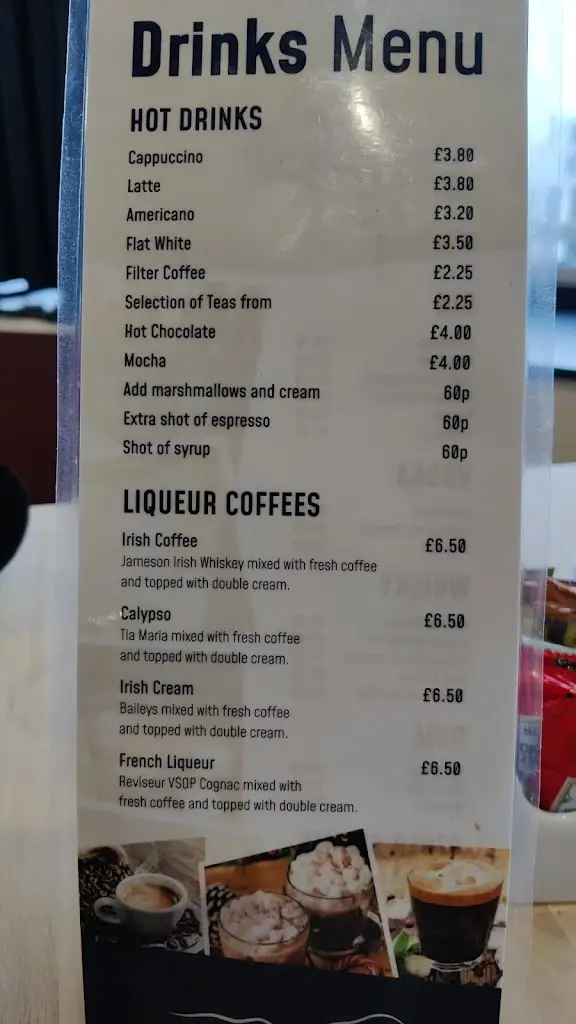 Drinks Menu
HOT DRINKS
Cappuccino £3.80
Latte £3.80
Americano £3.20
Flat White £3.50
Filter Coffee £2.25
Selection of Teas from £2.25
Hot Chocolate £4.00
Mocha £4.00
Add marshmallows and cream 60p
Extra shot of espresso 60p
Shot of syrup 60p
LIQUEUR COFFEES
Irish Coffee £6.50
Jameson Irish Whiskey mixed with fresh coffee
and topped with double cream.
Calypso £6.50
Tia Maria mixed with fresh coffee
and topped with double cream.
Irish Cream £6.50
Baileys mixed with fresh coffee
and topped with double cream.
French Liqueur £6.50
Reviseur VSOP Cognac mixed with
fresh coffee and topped with double cream.